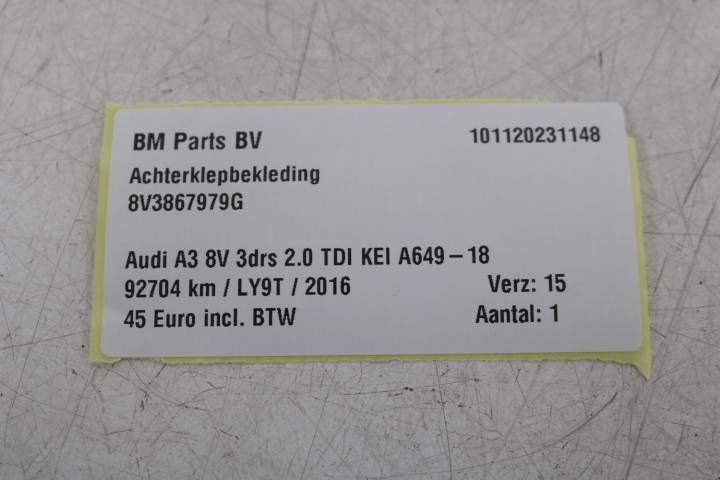 BM Parts BV 101120231148
Achterklepbekleding
8V3867979G
Audi A3 8V 3drs 2.0 TDI KEI A649-18
92704 km / LY9T / 2016 Verz: 15
45 Euro incl. BTW Aantal: 1